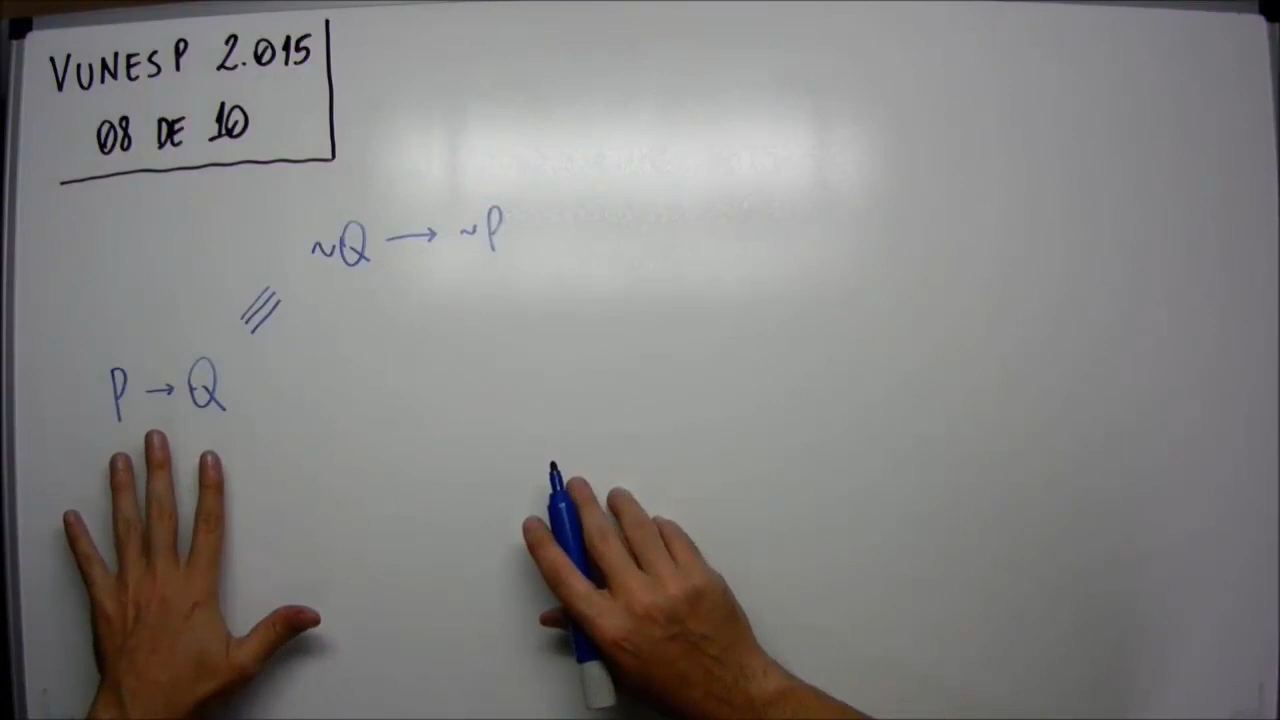 VUNESP 2.015
08 DE 10
~Q → ~P
≡
P → Q